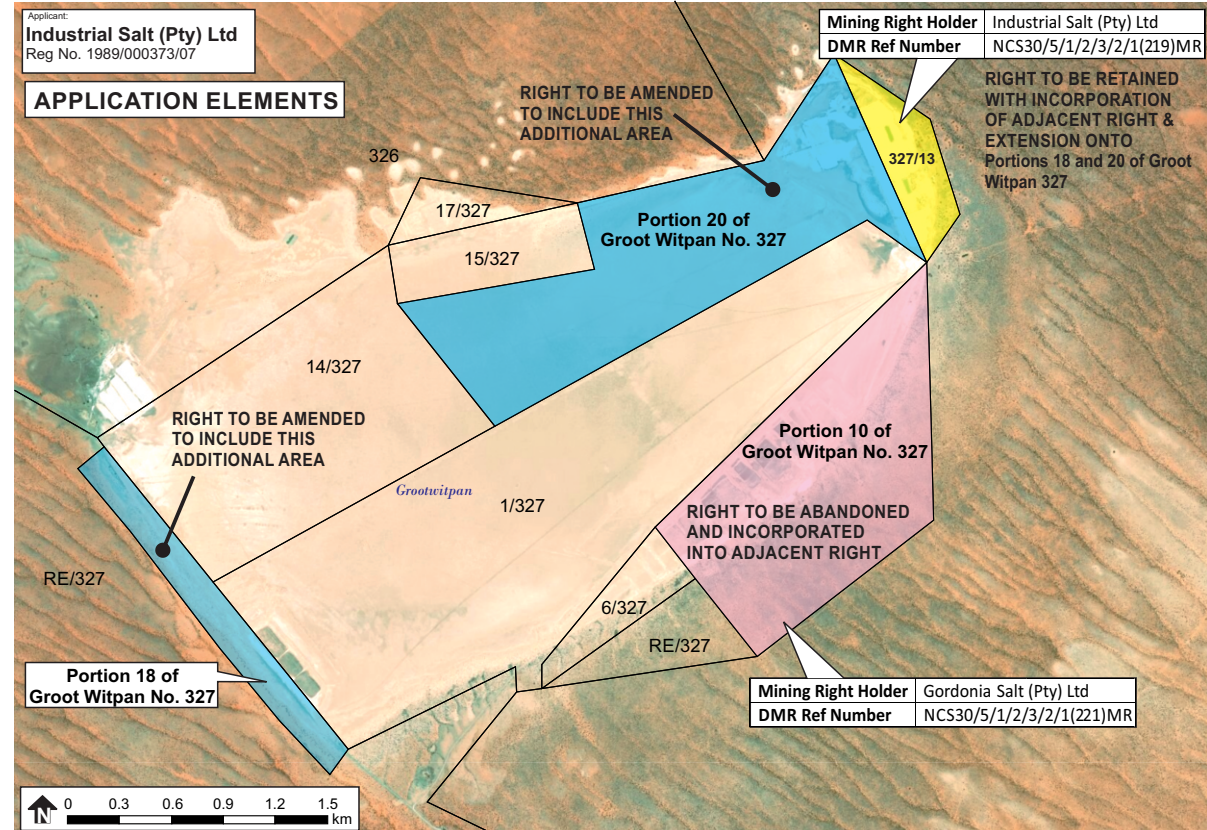 Applicant:
Industrial Salt (Pty) Ltd
Reg No. 1989/000373/07
APPLICATION ELEMENTS
Mining Right Holder Industrial Salt (Pty) Ltd
DMR Ref Number NCS30/5/1/2/3/2/1(219)MR
RIGHT TO BE RETAINED
WITH INCORPORATION
OF ADJACENT RIGHT &
EXTENSION ONTO
Portions 18 and 20 of Groot
Witpan 327
RIGHT TO BE AMENDED
TO INCLUDE THIS
ADDITIONAL AREA
326
327/13
17/327
Portion 20 of
Groot Witpan No. 327
15/327
14/327
RIGHT TO BE AMENDED
TO INCLUDE THIS
ADDITIONAL AREA
Grootwitpan
1/327
Portion 10 of
Groot Witpan No. 327
RIGHT TO BE ABANDONED
AND INCORPORATED
INTO ADJACENT RIGHT
RE/327
6/327
RE/327
Portion 18 of
Groot Witpan No. 327
Mining Right Holder Gordonia Salt (Pty) Ltd
DMR Ref Number NCS30/5/1/2/3/2/1(221)MR
N
0 0.3 0.6 0.9 1.2 1.5
km